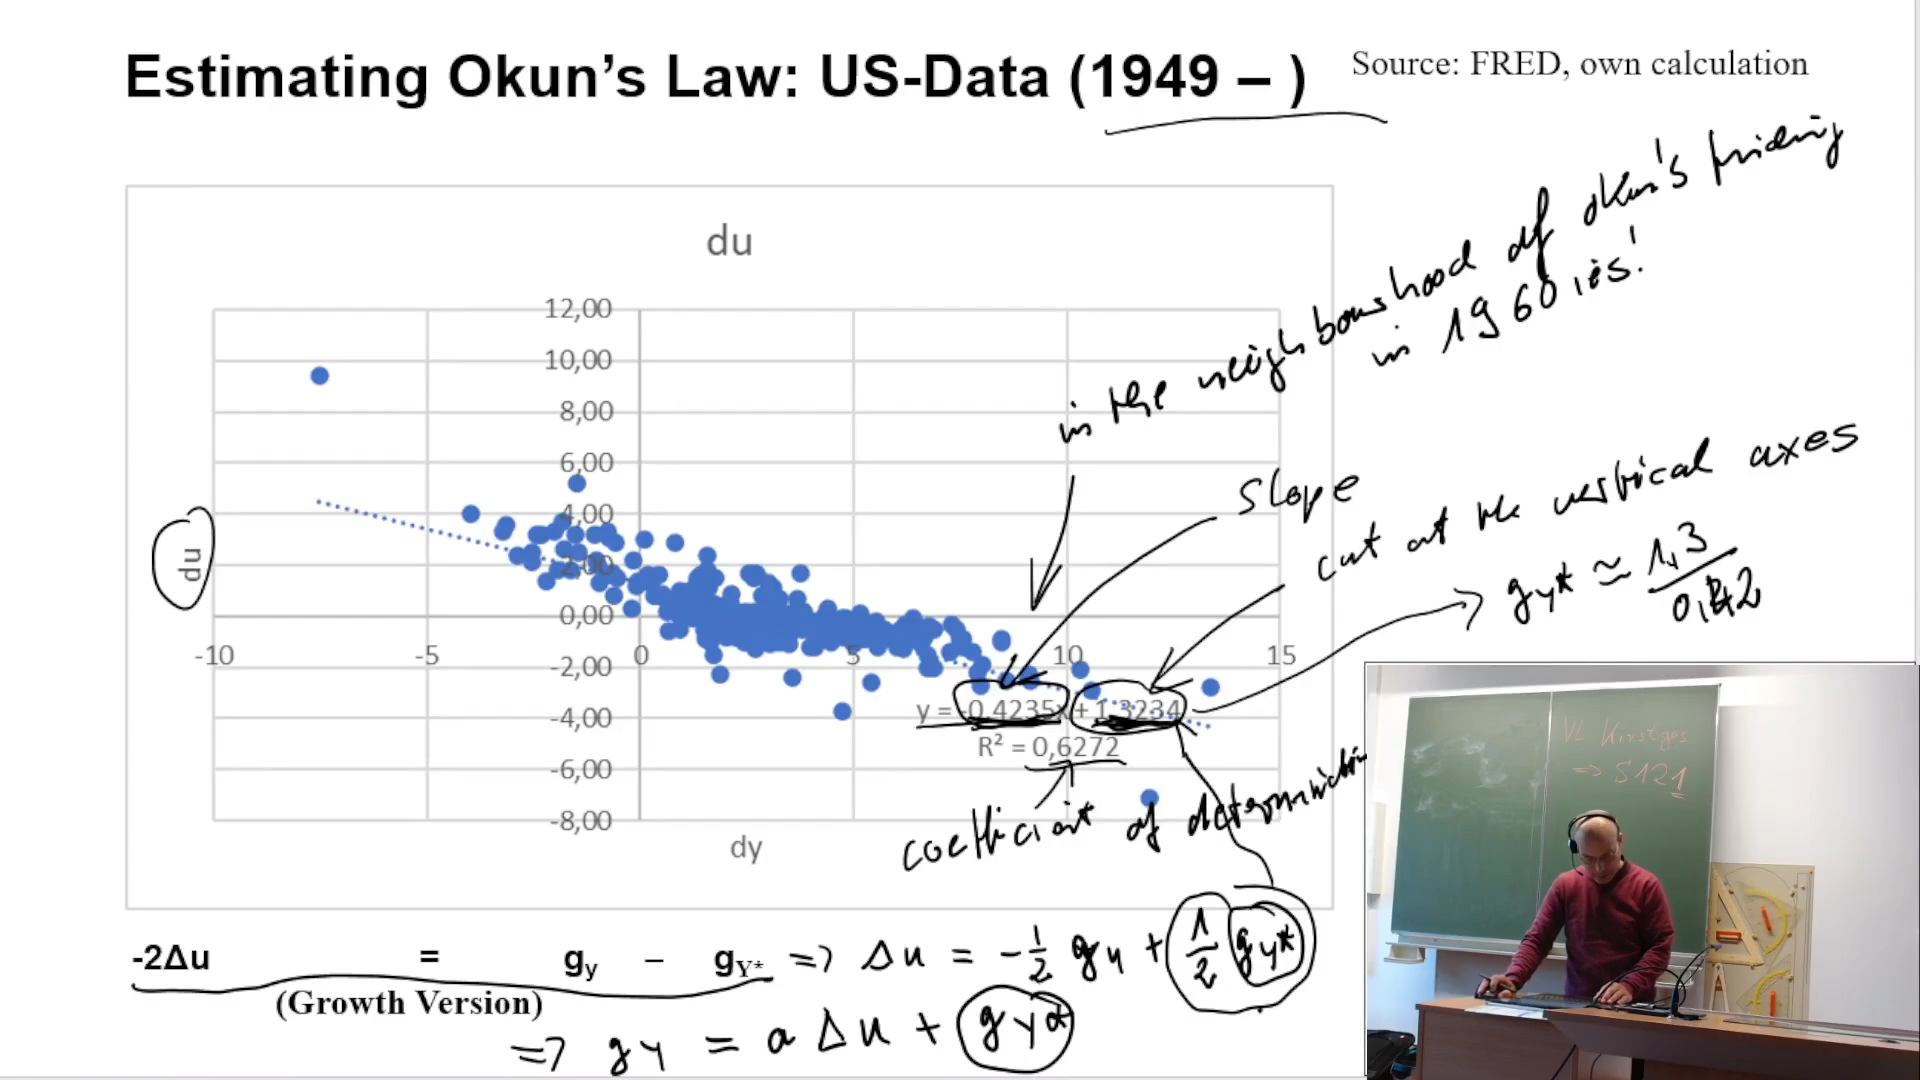 Estimating Okun’s Law: US-Data (1949 – )
Source: FRED, own calculation
in the neighbourhood of Okun's finding
in 1960ies!
du
12,00
10,00
8,00
6,00
4,00
2,00
0,00
-2,00
-4,00
-6,00
-8,00
-10
-5
0
5
10
15
du
dy
Slope
cut at the vertical axes
gy* ≃ 1,3 / 0,42
y = -0,4235x + 1,3234
R² = 0,6272
coefficient of determination
VL Kirstges
=> S121
-2Δu = gy – gY* => Δu = -1/2 gy + 1/2 gy*
(Growth Version)
=> gy = a Δu + gy*